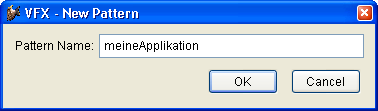 VFX - New Pattern
Pattern Name: meineApplikation
OK Cancel